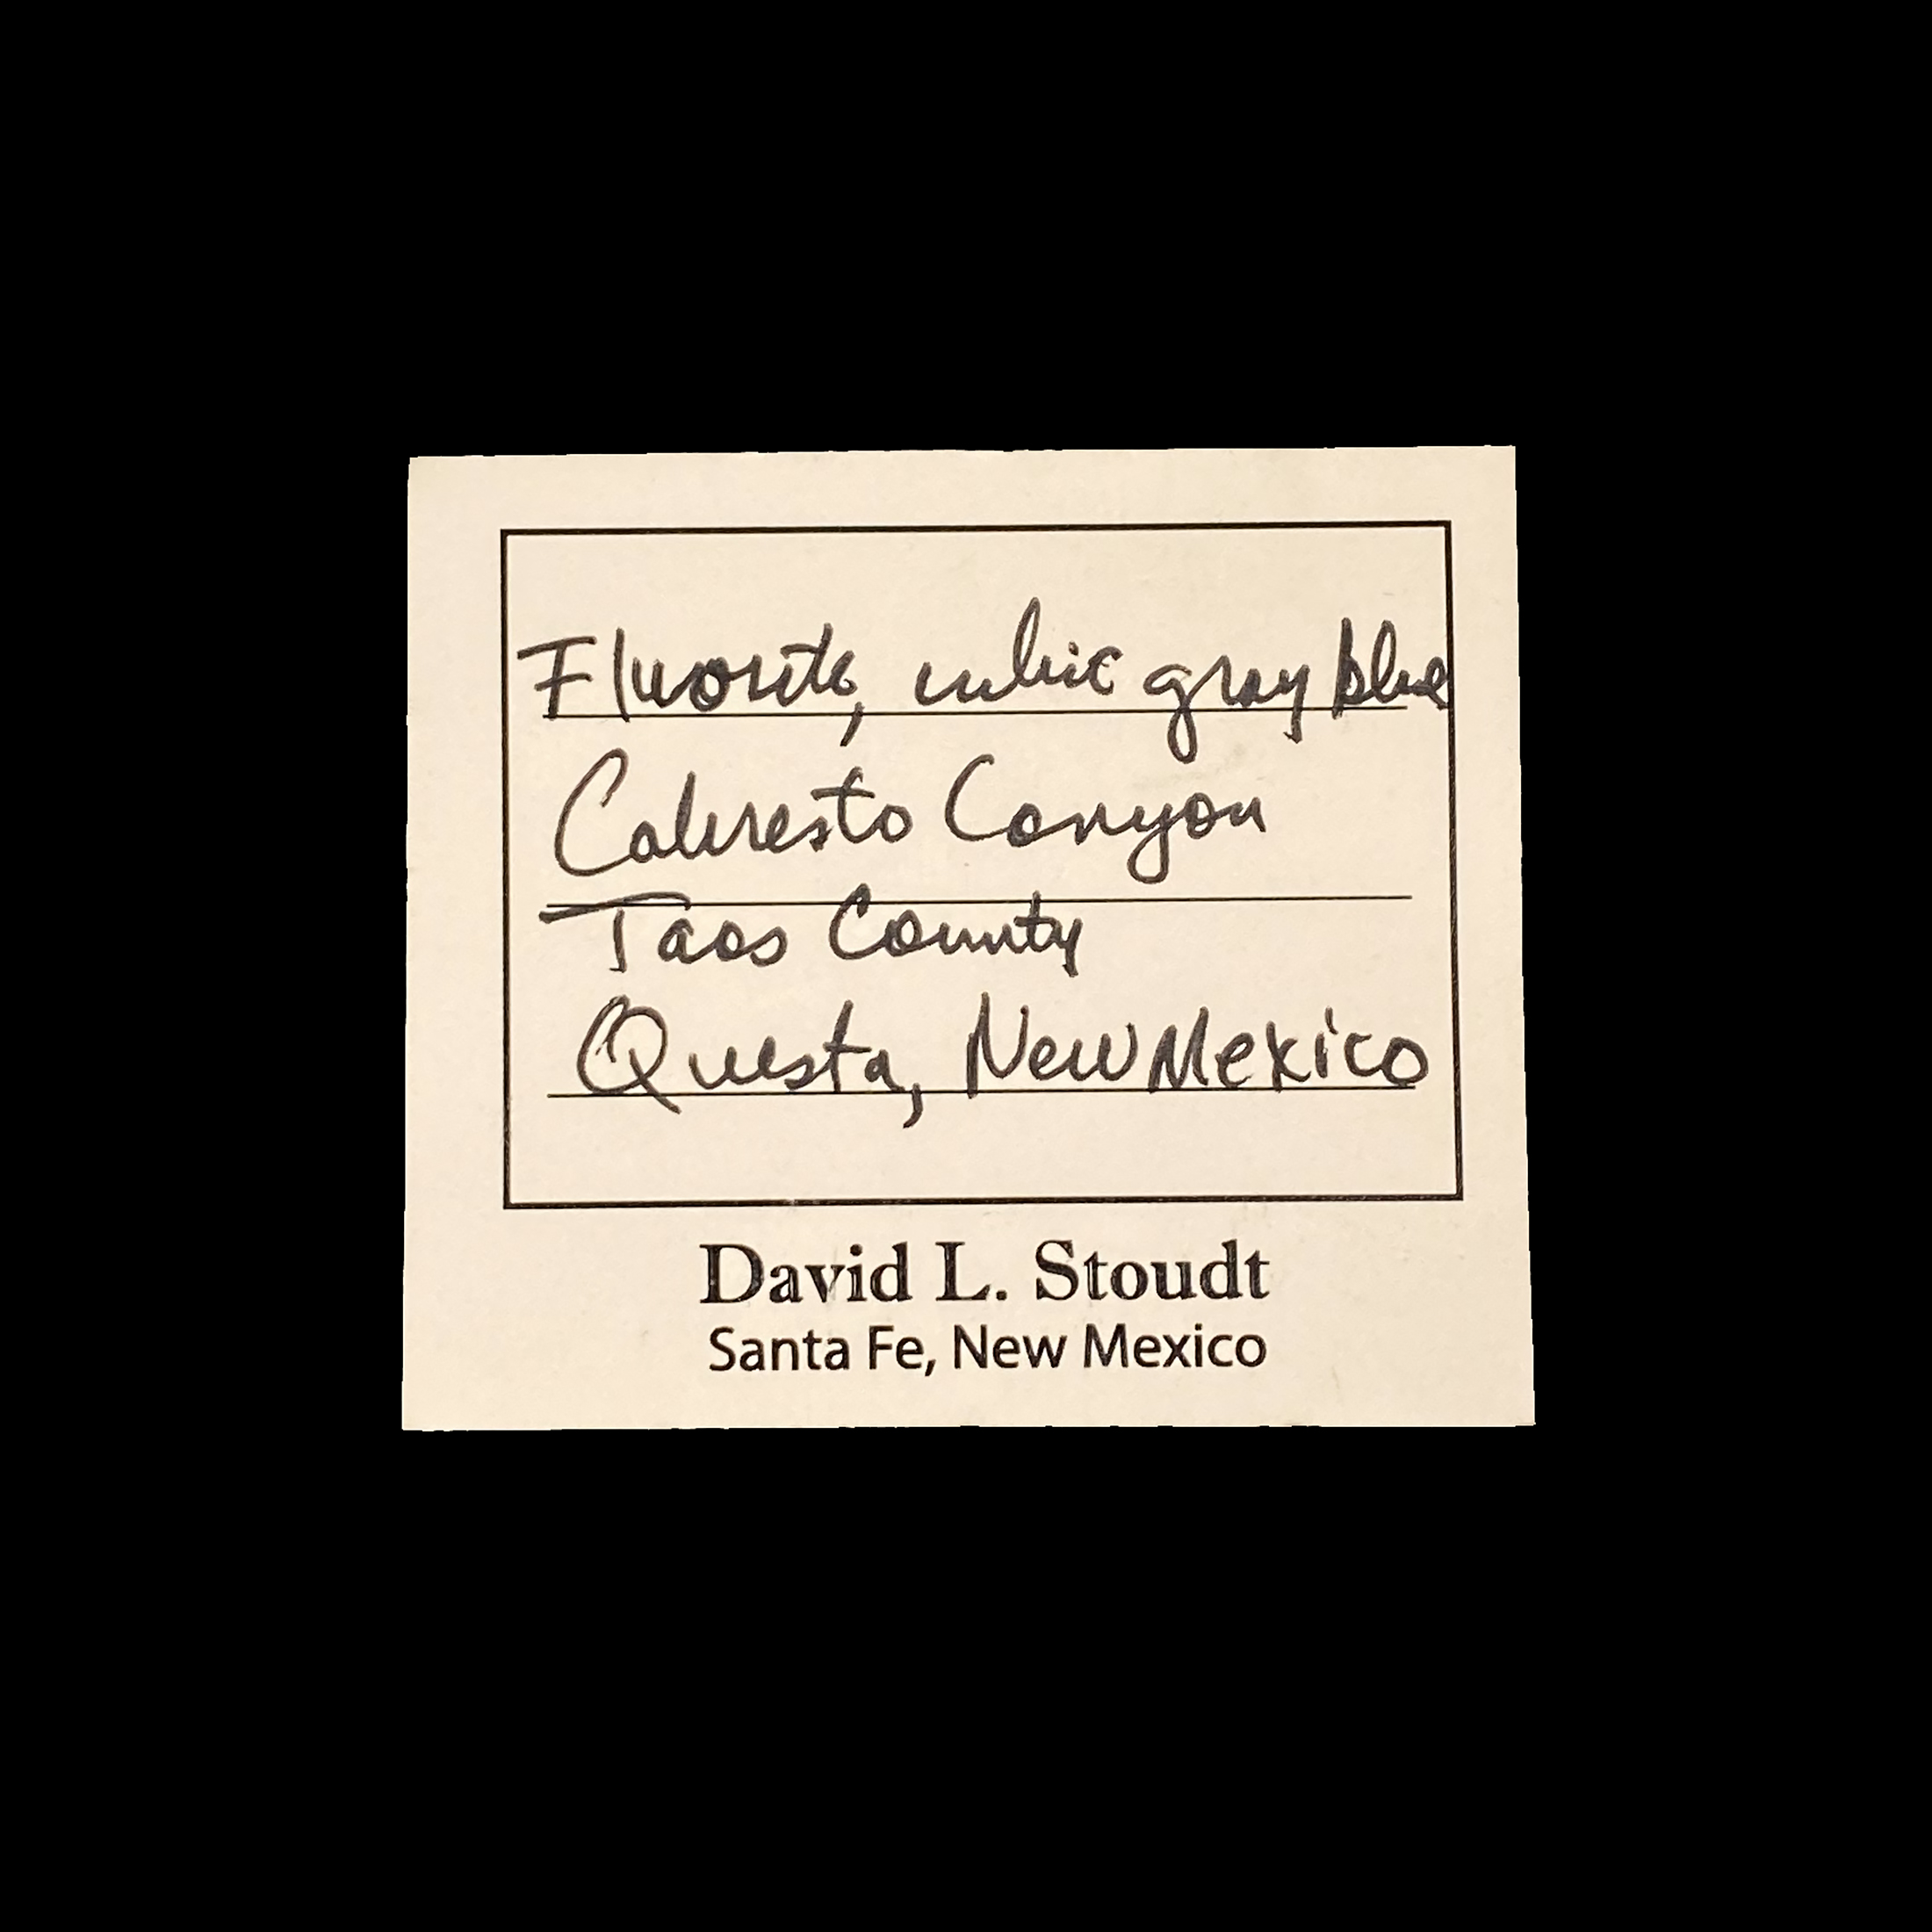 Fluorite, cubic gray blue
Cabresto Canyon
Taos County
Questa, New Mexico
David L. Stoudt
Santa Fe, New Mexico